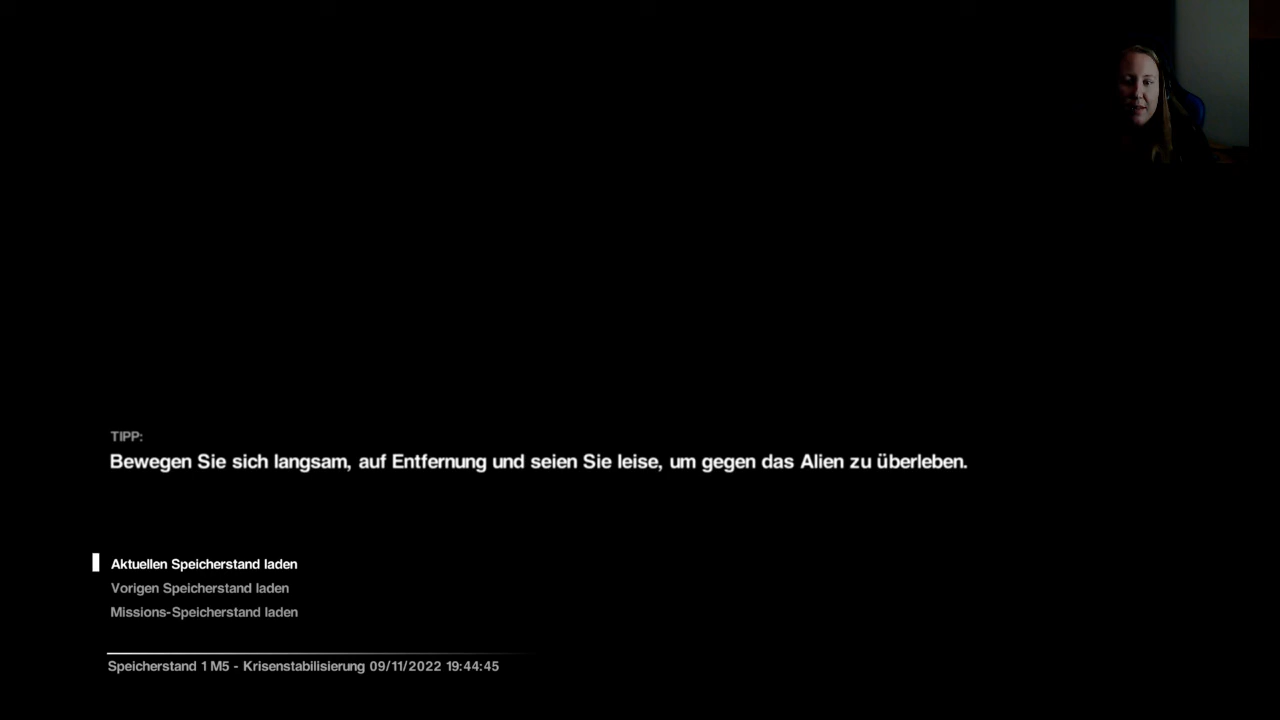 TIPP:
Bewegen Sie sich langsam, auf Entfernung und seien Sie leise, um gegen das Alien zu überleben.
Aktuellen Speicherstand laden
Vorigen Speicherstand laden
Missions-Speicherstand laden
Speicherstand 1 M5 - Krisenstabilisierung 09/11/2022 19:44:45